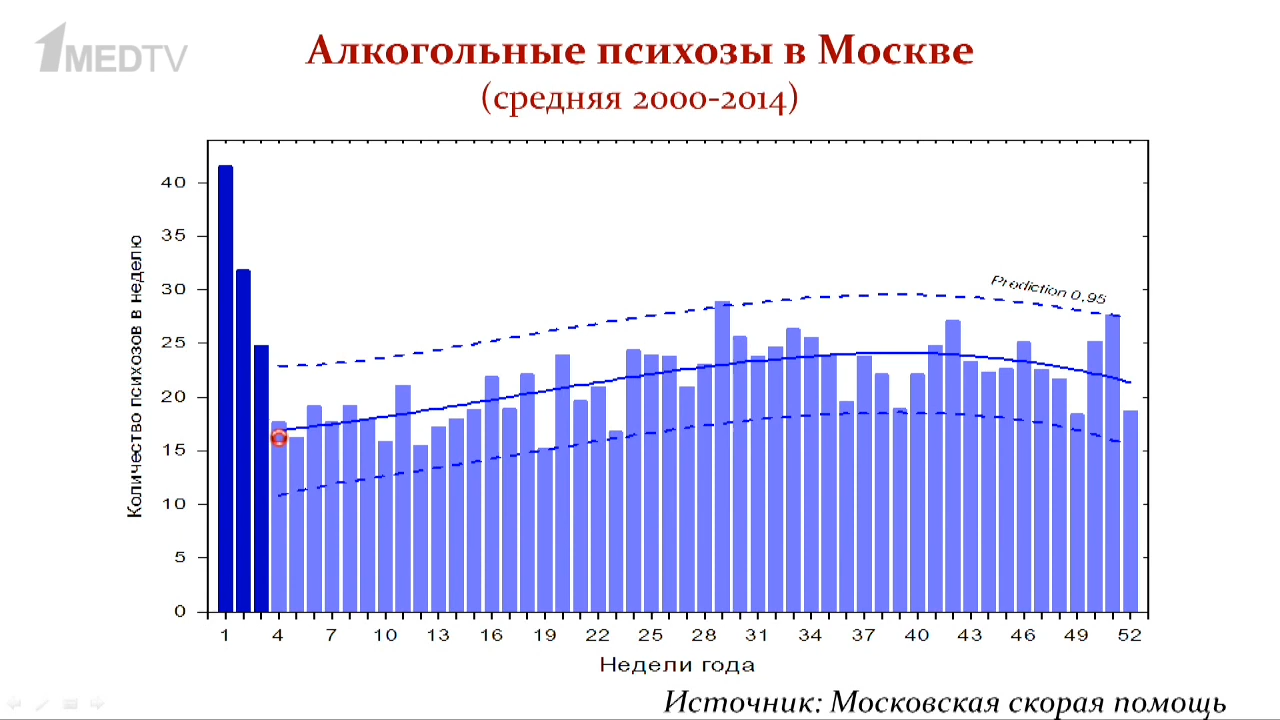 1MEDTV
Алкогольные психозы в Москве
(средняя 2000-2014)
Количество психозов в неделю
40
35
30
25
20
15
10
5
0
Prediction 0,95
1 4 7 10 13 16 19 22 25 28 31 34 37 40 43 46 49 52
Недели года
Источник: Московская скорая помощь